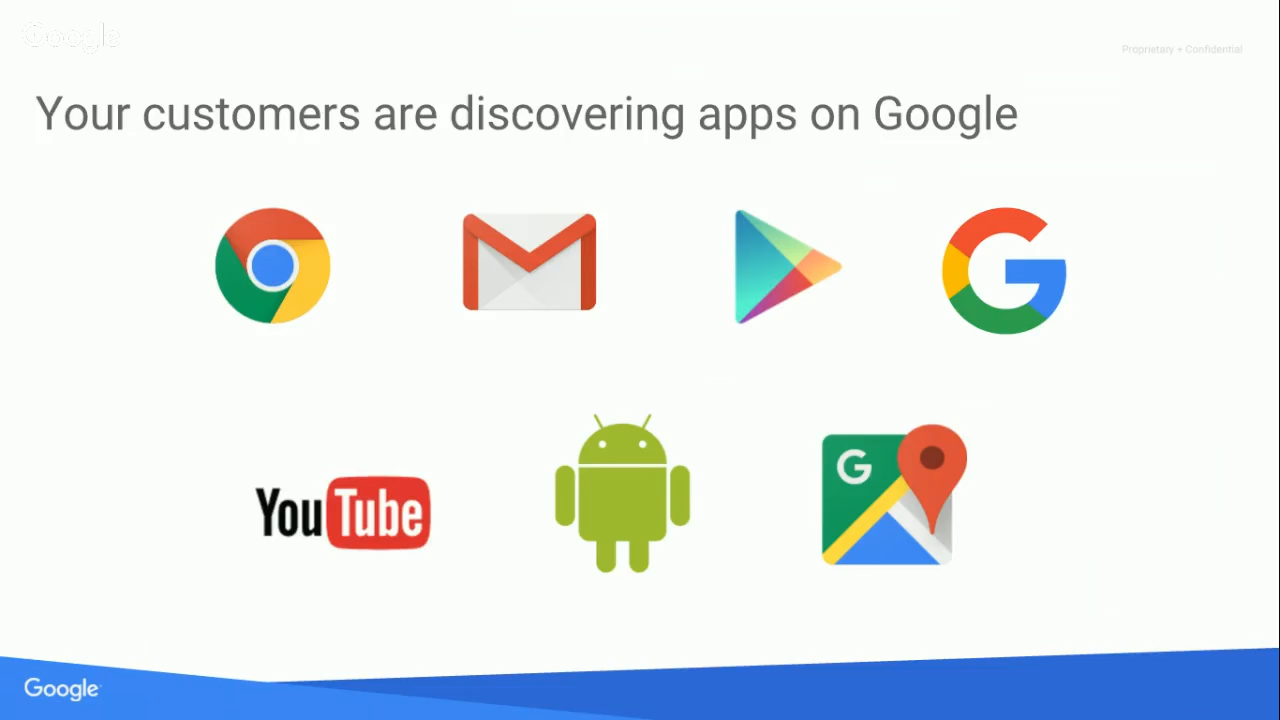 Google
Proprietary + Confidential
Your customers are discovering apps on Google
G
G
YouTube
Google